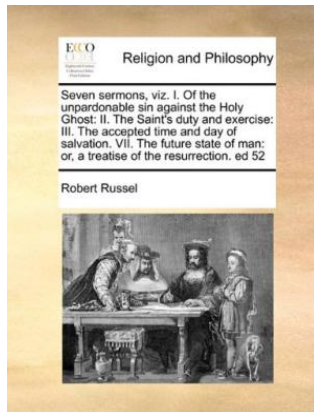 ECCO
Religion and Philosophy
Seven sermons, viz. I. Of the
unpardonable sin against the Holy
Ghost: II. The Saint's duty and exercise:
III. The accepted time and day of
salvation. VII. The future state of man:
or, a treatise of the resurrection. ed 52
Robert Russel